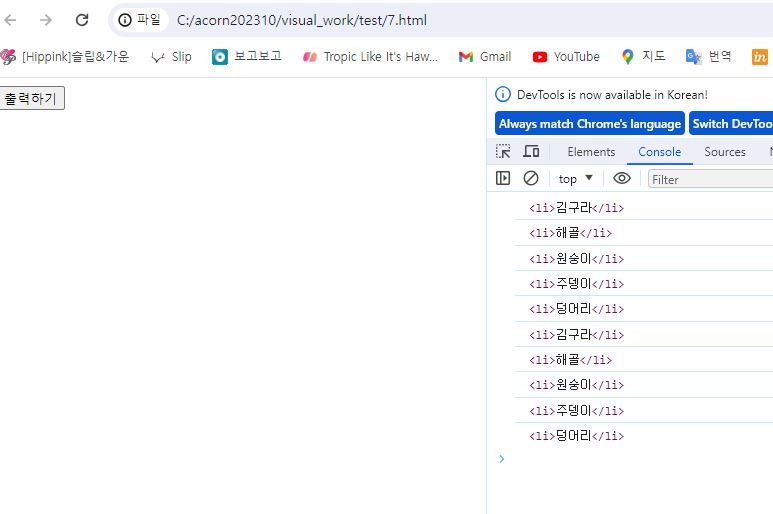 파일 C:/acorn202310/visual_work/test/7.html
[Hippink]슬립&가운 Slip 보고보고 Tropic Like It's Haw... Gmail YouTube 지도 번역 in
출력하기
DevTools is now available in Korean!
Always match Chrome's language Switch DevToo
Elements Console Sources
top ▼ Filter
<li>김구라</li>
<li>해골</li>
<li>원숭이</li>
<li>주뎅이</li>
<li>덩어리</li>
<li>김구라</li>
<li>해골</li>
<li>원숭이</li>
<li>주뎅이</li>
<li>덩어리</li>